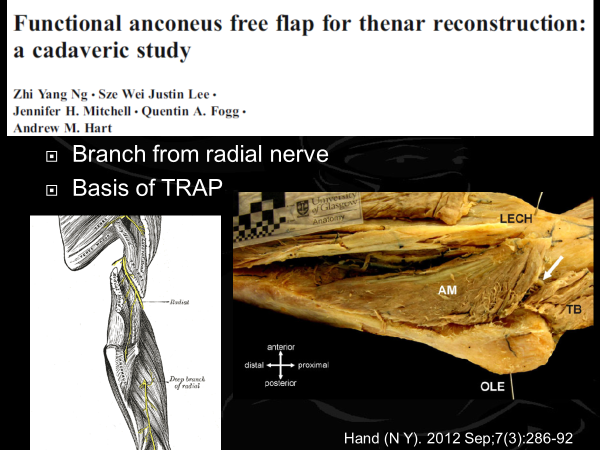 Functional anconeus free flap for thenar reconstruction:
a cadaveric study
Zhi Yang Ng · Sze Wei Justin Lee ·
Jennifer H. Mitchell · Quentin A. Fogg ·
Andrew M. Hart
Branch from radial nerve
Basis of TRAP
University
of Glasgow
Anatomy
LECH
AM
TB
anterior
distal
proximal
posterior
OLE
Radial
Deep branch
of radial
Hand (N Y). 2012 Sep;7(3):286-92